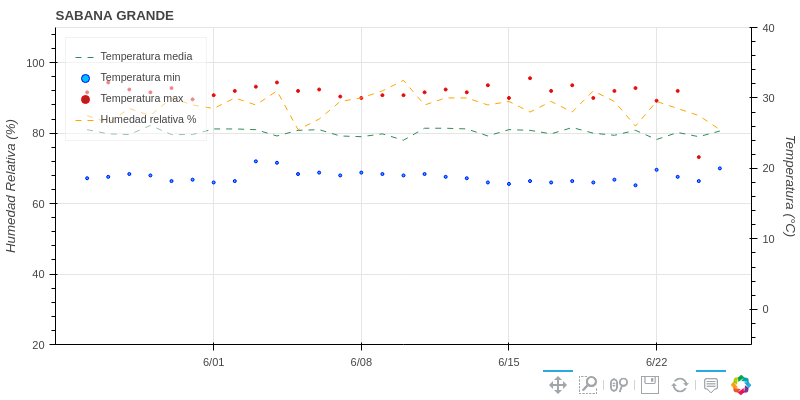 SABANA GRANDE
Temperatura media
Temperatura min
Temperatura max
Humedad relativa %
Humedad Relativa (%)
100
80
60
40
20
Temperatura (°C)
40
30
20
10
0
6/01
6/08
6/15
6/22